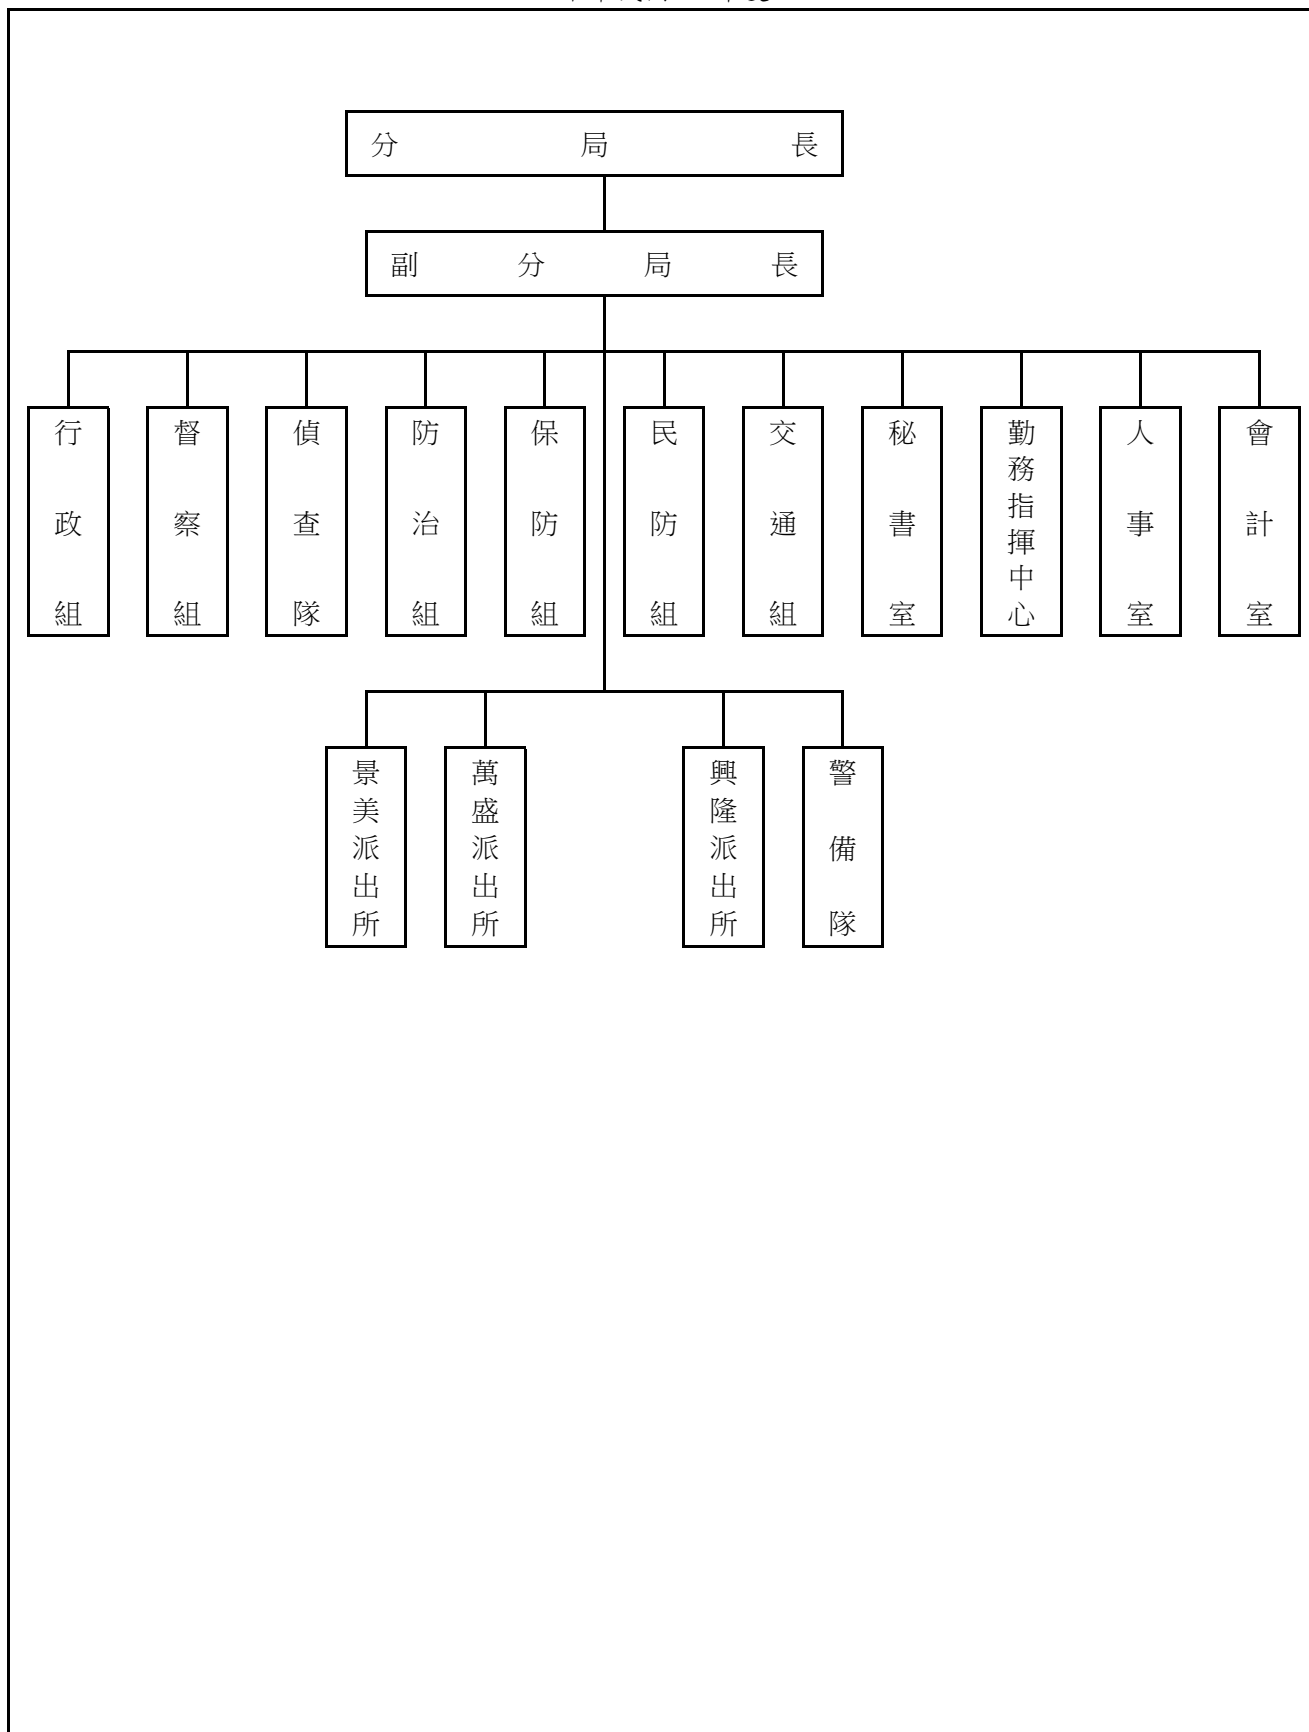 分局長
副分局長
行政組
督察組
偵查隊
防治組
保防組
民防組
交通組
秘書室
勤務指揮中心
人事室
會計室
景美派出所
萬盛派出所
興隆派出所
警備隊